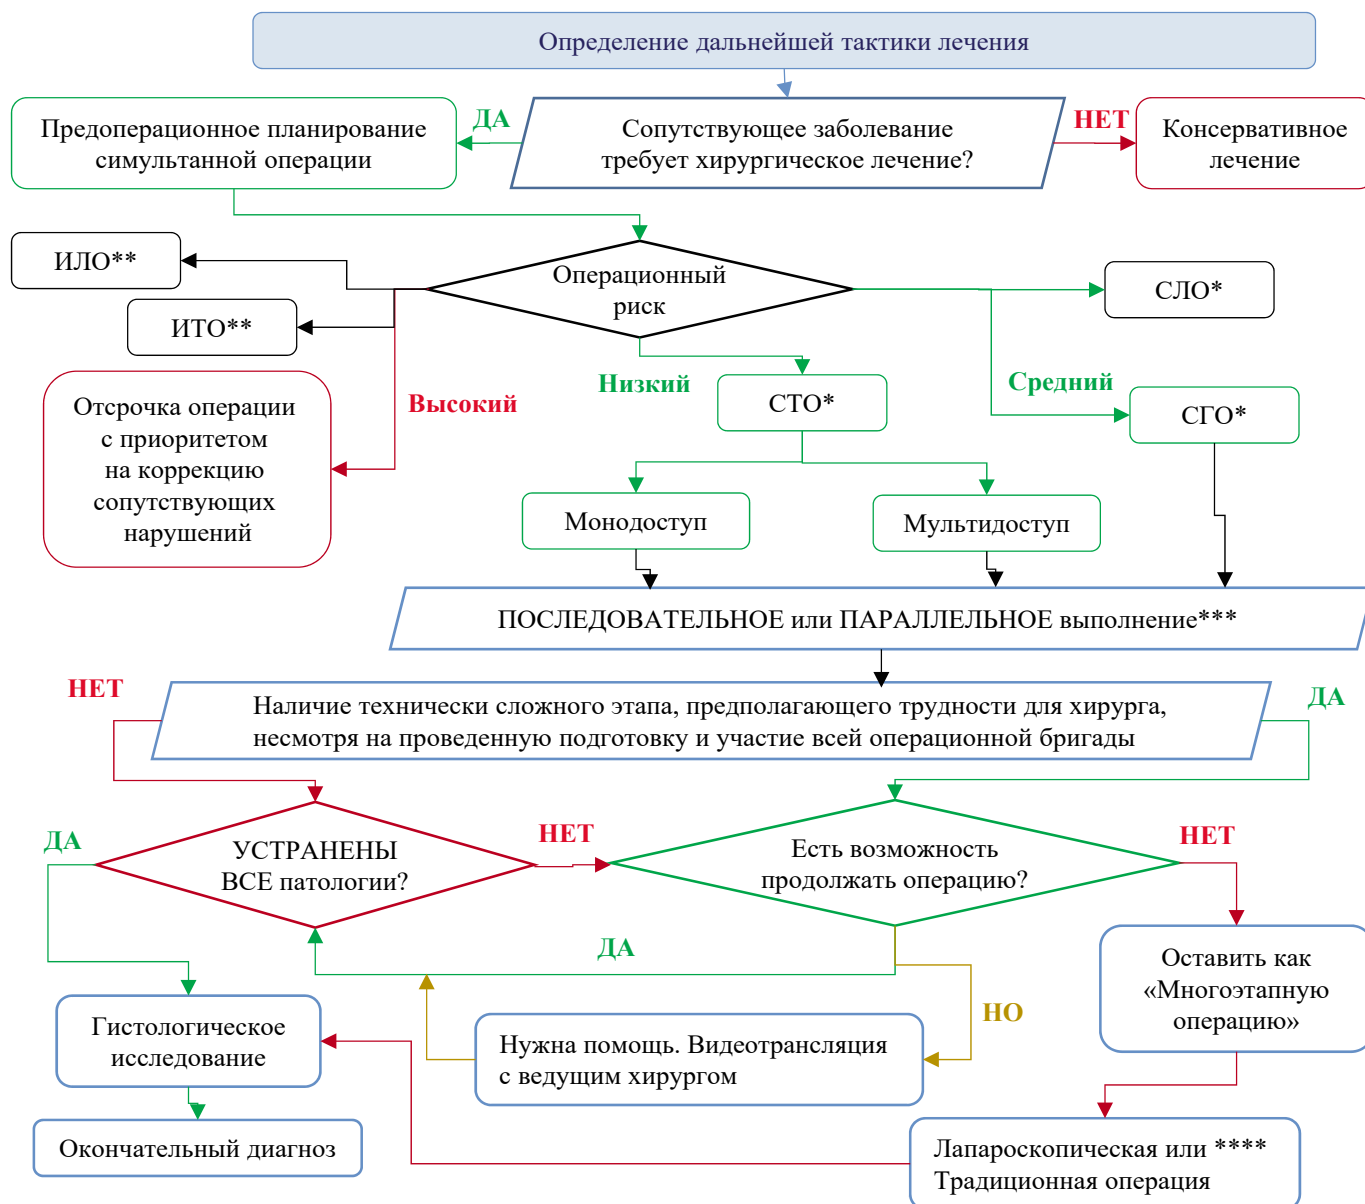 Определение дальнейшей тактики лечения
Предоперационное планирование
симультанной операции
ДА
Сопутствующее заболевание
требует хирургическое лечение?
НЕТ
Консервативное
лечение
ИЛО**
ИТО**
Операционный
риск
СЛО*
Отсрочка операции
с приоритетом
на коррекцию
сопутствующих
нарушений
Высокий
Низкий
СТО*
Средний
СГО*
Монодоступ
Мультидоступ
ПОСЛЕДОВАТЕЛЬНОЕ или ПАРАЛЛЕЛЬНОЕ выполнение***
НЕТ
Наличие технически сложного этапа, предполагающего трудности для хирурга,
несмотря на проведенную подготовку и участие всей операционной бригады
ДА
ДА
УСТРАНЕНЫ
ВСЕ патологии?
НЕТ
Есть возможность
продолжать операцию?
НЕТ
ДА
Гистологическое
исследование
Нужна помощь. Видеотрансляция
с ведущим хирургом
НО
Оставить как
«Многоэтапную
операцию»
Окончательный диагноз
Лапароскопическая или ****
Традиционная операция